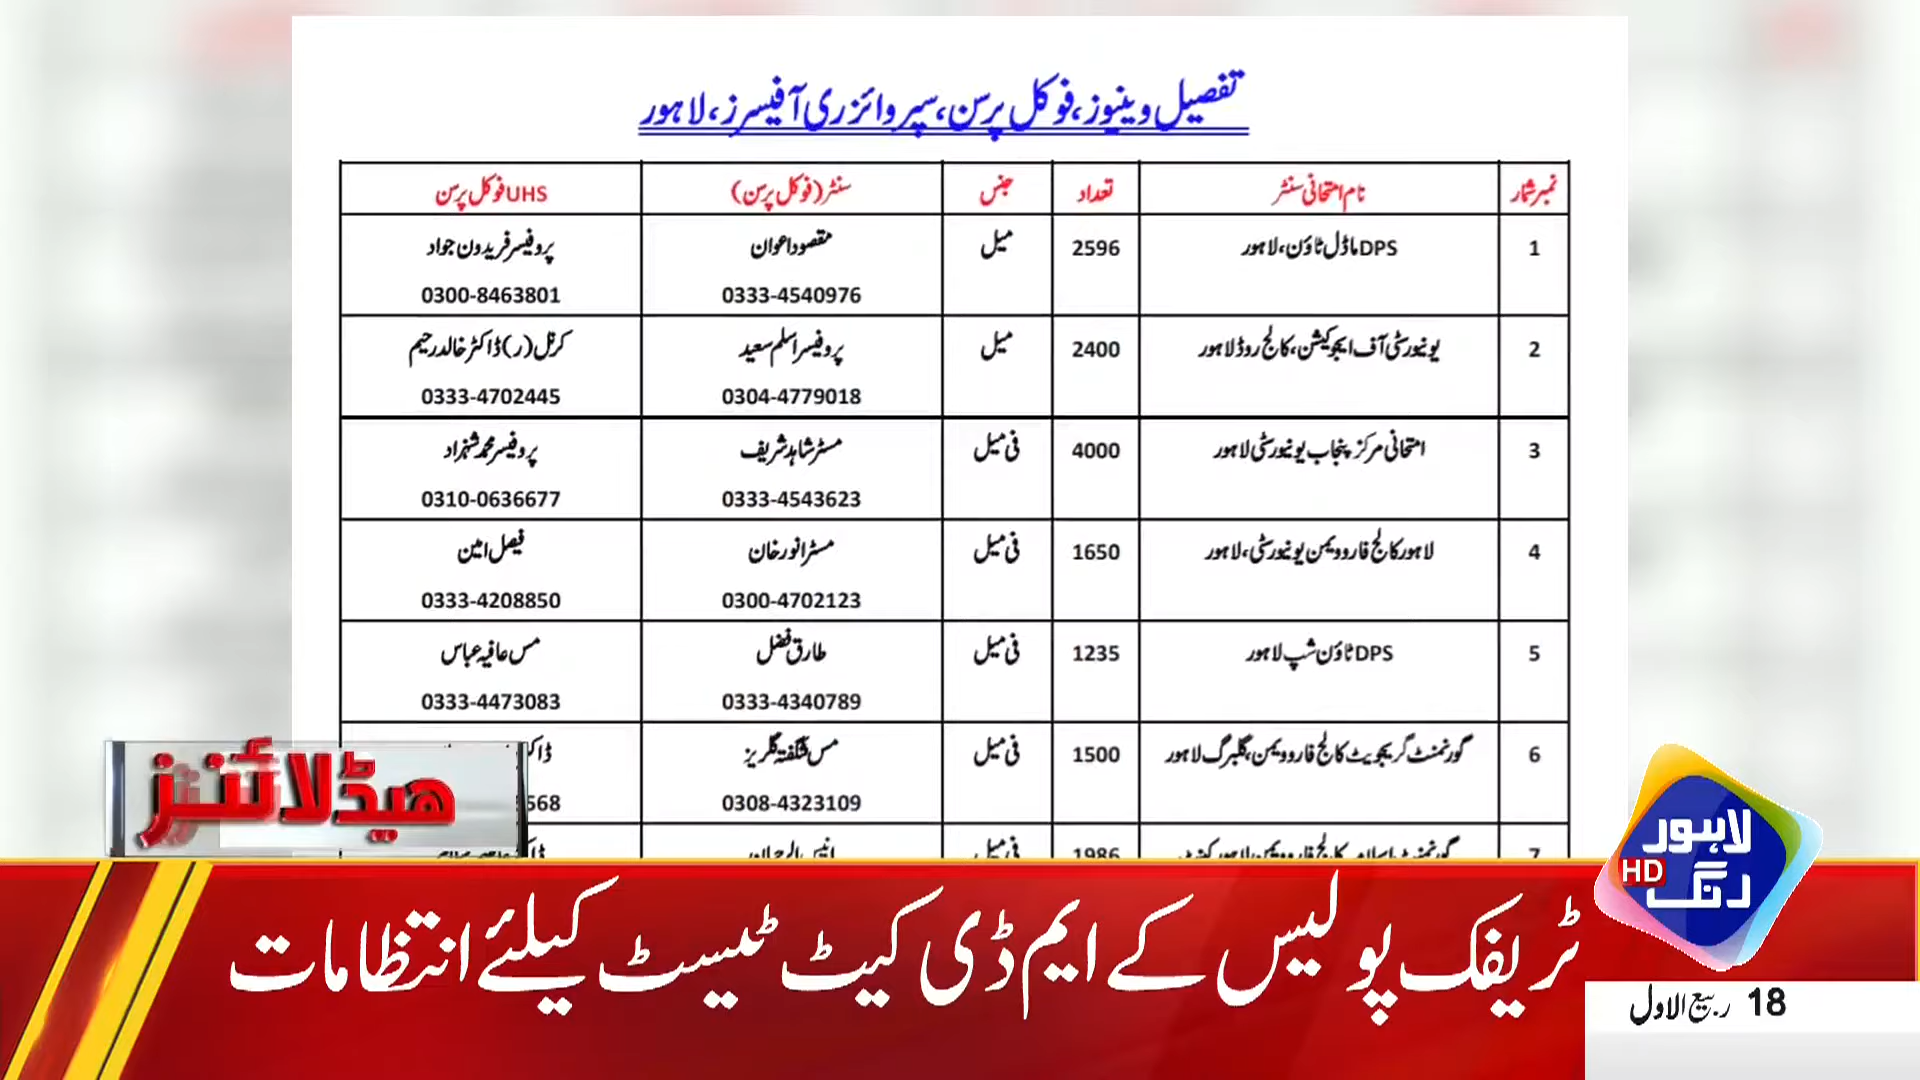 تفصیل وینیوز، فوکل پرسن، سپروائزری آفیسرز، لاہور
نمبر شمار نام امتحانی سنٹر تعداد جنس سنٹر (فوکل پرسن) UHS فوکل پرسن
1 DPS ماڈل ٹاؤن، لاہور 2596 میل مقصود اعوان پروفیسر فریدون جواد
0333-4540976 0300-8463801
2 یونیورسٹی آف ایجوکیشن، کالج روڈ لاہور 2400 میل پروفیسر اسلم سعید کرنل (ر) ڈاکٹر خالد رحیم
0304-4779018 0333-4702445
3 امتحانی مرکز پنجاب یونیورسٹی لاہور 4000 فی میل مسٹر شاہد شریف پروفیسر محمد شہزاد
0333-4543623 0310-0636677
4 لاہور کالج فار وویمن یونیورسٹی، لاہور 1650 فی میل مسٹر انور خان فیصل امین
0300-4702123 0333-4208850
5 DPS ٹاؤن شپ لاہور 1235 فی میل طارق فضل مس عافیہ عباس
0333-4340789 0333-4473083
6 گورنمنٹ گریجویٹ کالج فار وویمن، گلبرگ لاہور 1500 فی میل مس شگفتہ گلریز
0308-4323109 568
7 1986 فی میل
ہیڈلائنز
لاہور
رنگ
HD
ٹریفک پولیس کے ایم ڈی کیٹ ٹیسٹ کیلئے انتظامات
18 ربیع الاول